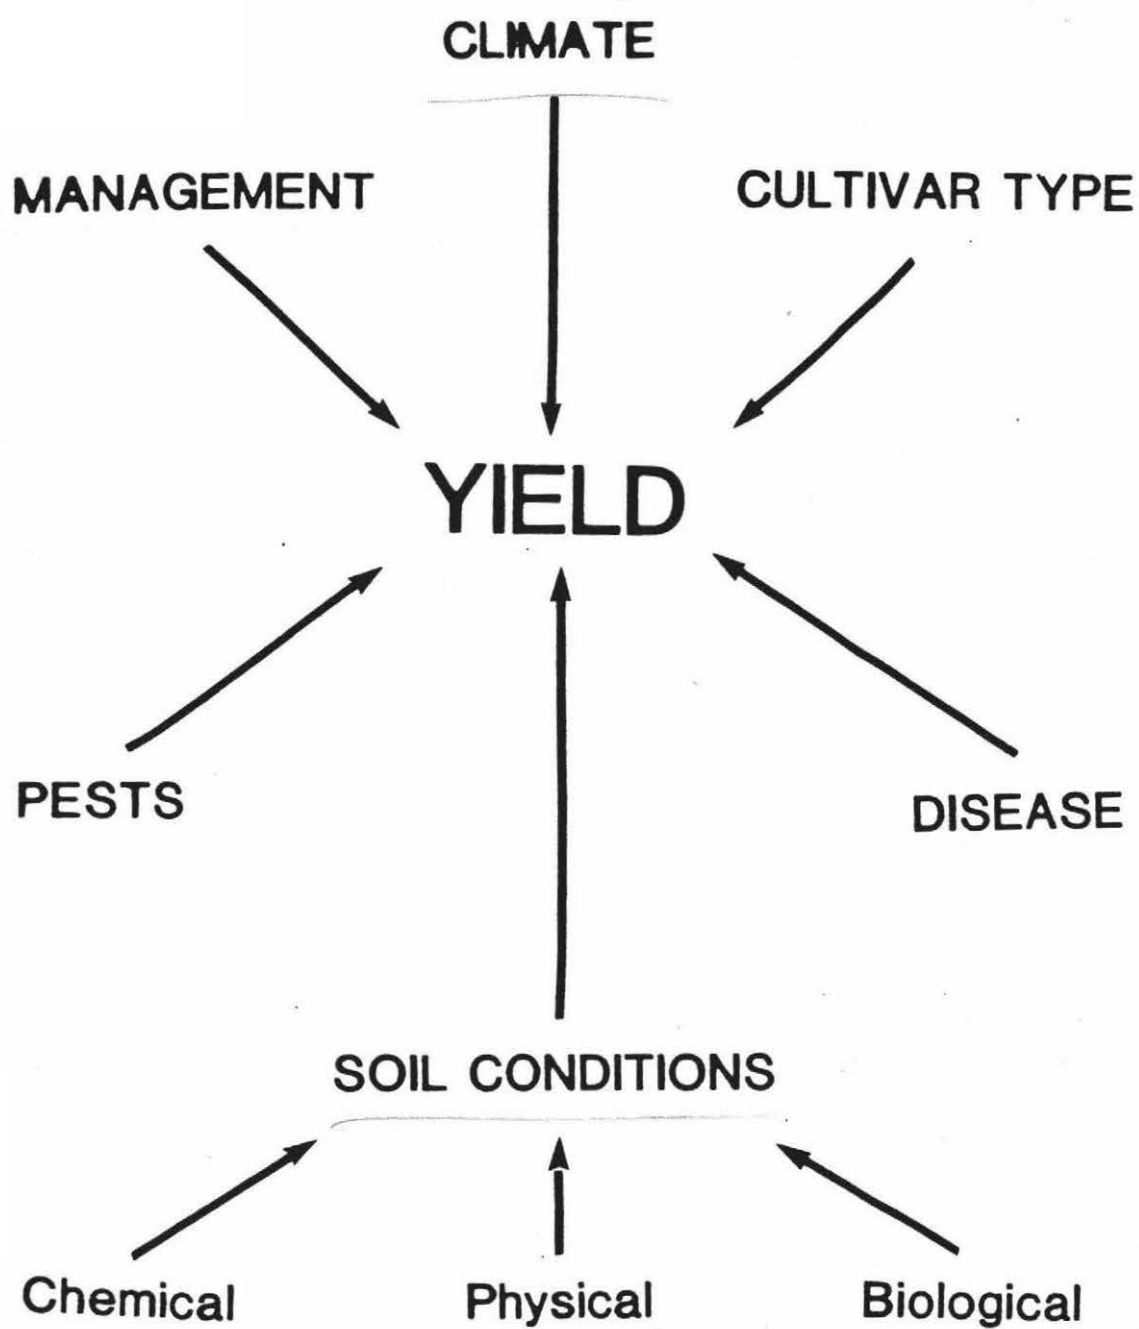 CLIMATE
MANAGEMENT
CULTIVAR TYPE
YIELD
PESTS
DISEASE
SOIL CONDITIONS
Chemical
Physical
Biological